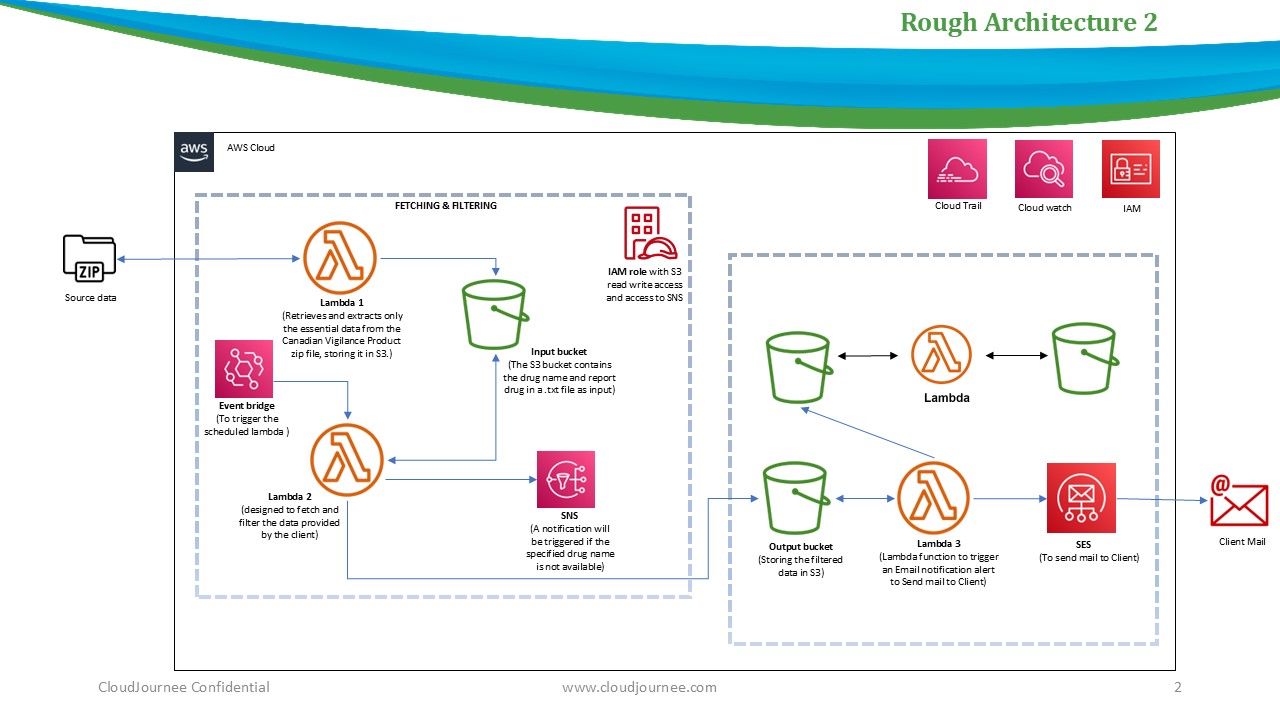 Rough Architecture 2
aws
AWS Cloud
Cloud Trail
Cloud watch
IAM
FETCHING & FILTERING
ZIP
Source data
Lambda 1
(Retrieves and extracts only
the essential data from the
Canadian Vigilance Product
zip file, storing it in S3.)
IAM role with S3
read write access
and access to SNS
Input bucket
(The S3 bucket contains
the drug name and report
drug in a .txt file as input)
Event bridge
(To trigger the
scheduled lambda )
Lambda 2
(designed to fetch and
filter the data provided
by the client)
SNS
(A notification will
be triggered if the
specified drug name
is not available)
Lambda
Output bucket
(Storing the filtered
data in S3)
Lambda 3
(Lambda function to trigger
an Email notification alert
to Send mail to Client)
SES
(To send mail to Client)
@
Client Mail
CloudJournee Confidential
www.cloudjournee.com
2